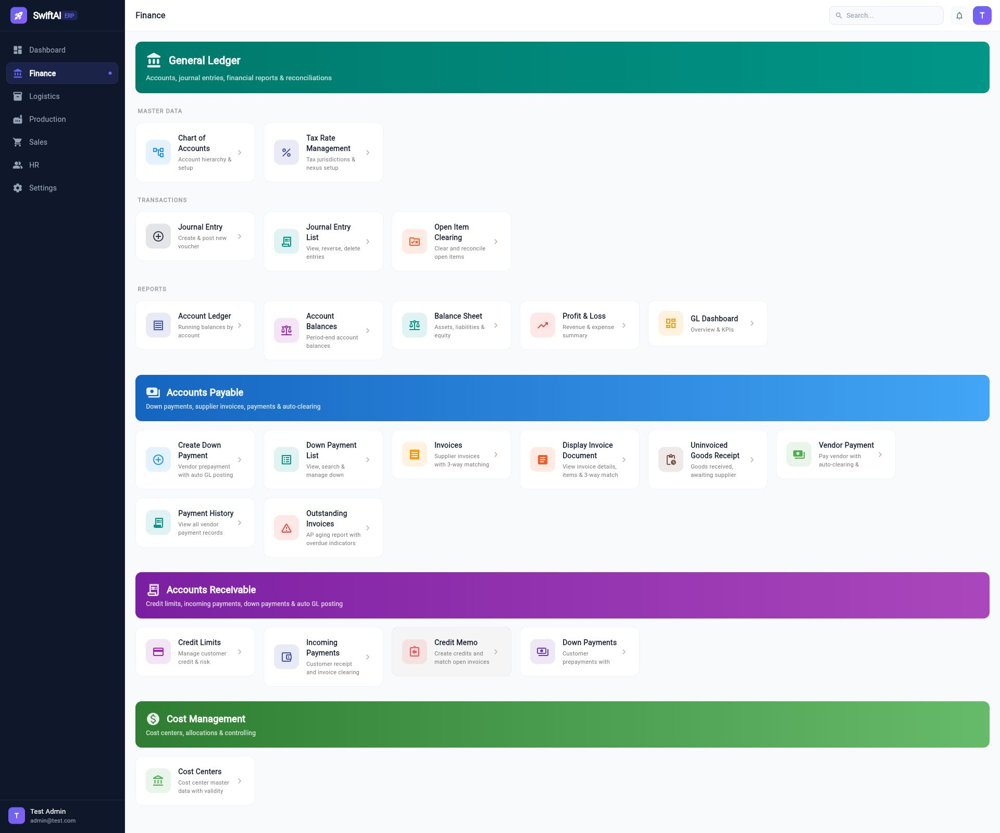 SwiftAI ERP
Dashboard
Finance
Logistics
Production
Sales
HR
Settings
Test Admin
admin@test.com
T
Finance
Search...
T
General Ledger
Accounts, journal entries, financial reports & reconciliations
MASTER DATA
Chart of
Accounts
Account hierarchy &
setup
Tax Rate
Management
Tax jurisdictions &
nexus setup
TRANSACTIONS
Journal Entry
Create & post new
voucher
Journal Entry
List
View, reverse, delete
entries
Open Item
Clearing
Clear and reconcile
open items
REPORTS
Account Ledger
Running balances by
account
Account
Balances
Period-end account
balances
Balance Sheet
Assets, liabilities &
equity
Profit & Loss
Revenue & expense
summary
GL Dashboard
Overview & KPIs
Accounts Payable
Down payments, supplier invoices, payments & auto-clearing
Create Down
Payment
Vendor prepayment
with auto GL posting
Down Payment
List
View, search &
manage down
Invoices
Supplier invoices
with 3-way matching
Display Invoice
Document
View invoice details,
items & 3-way match
Uninvoiced
Goods Receipt
Goods received,
awaiting supplier
Vendor Payment
Pay vendor with
auto-clearing &
Payment History
View all vendor
payment records
Outstanding
Invoices
AP aging report with
overdue indicators
Accounts Receivable
Credit limits, incoming payments, down payments & auto GL posting
Credit Limits
Manage customer
credit & risk
Incoming
Payments
Customer receipt
and invoice clearing
Credit Memo
Create credits and
match open invoices
Down Payments
Customer
prepayments with
Cost Management
Cost centers, allocations & controlling
Cost Centers
Cost center master
data with validity